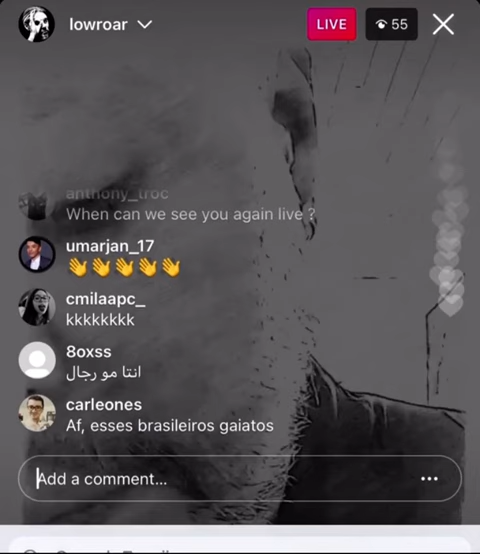 lowroar
LIVE
55
anthony_troc
When can we see you again live ?
umarjan_17
👋👋👋👋👋
cmilaapc_
kkkkkkkk
8oxss
انتا مو رجال
carleones
Af, esses brasileiros gaiatos
Add a comment...